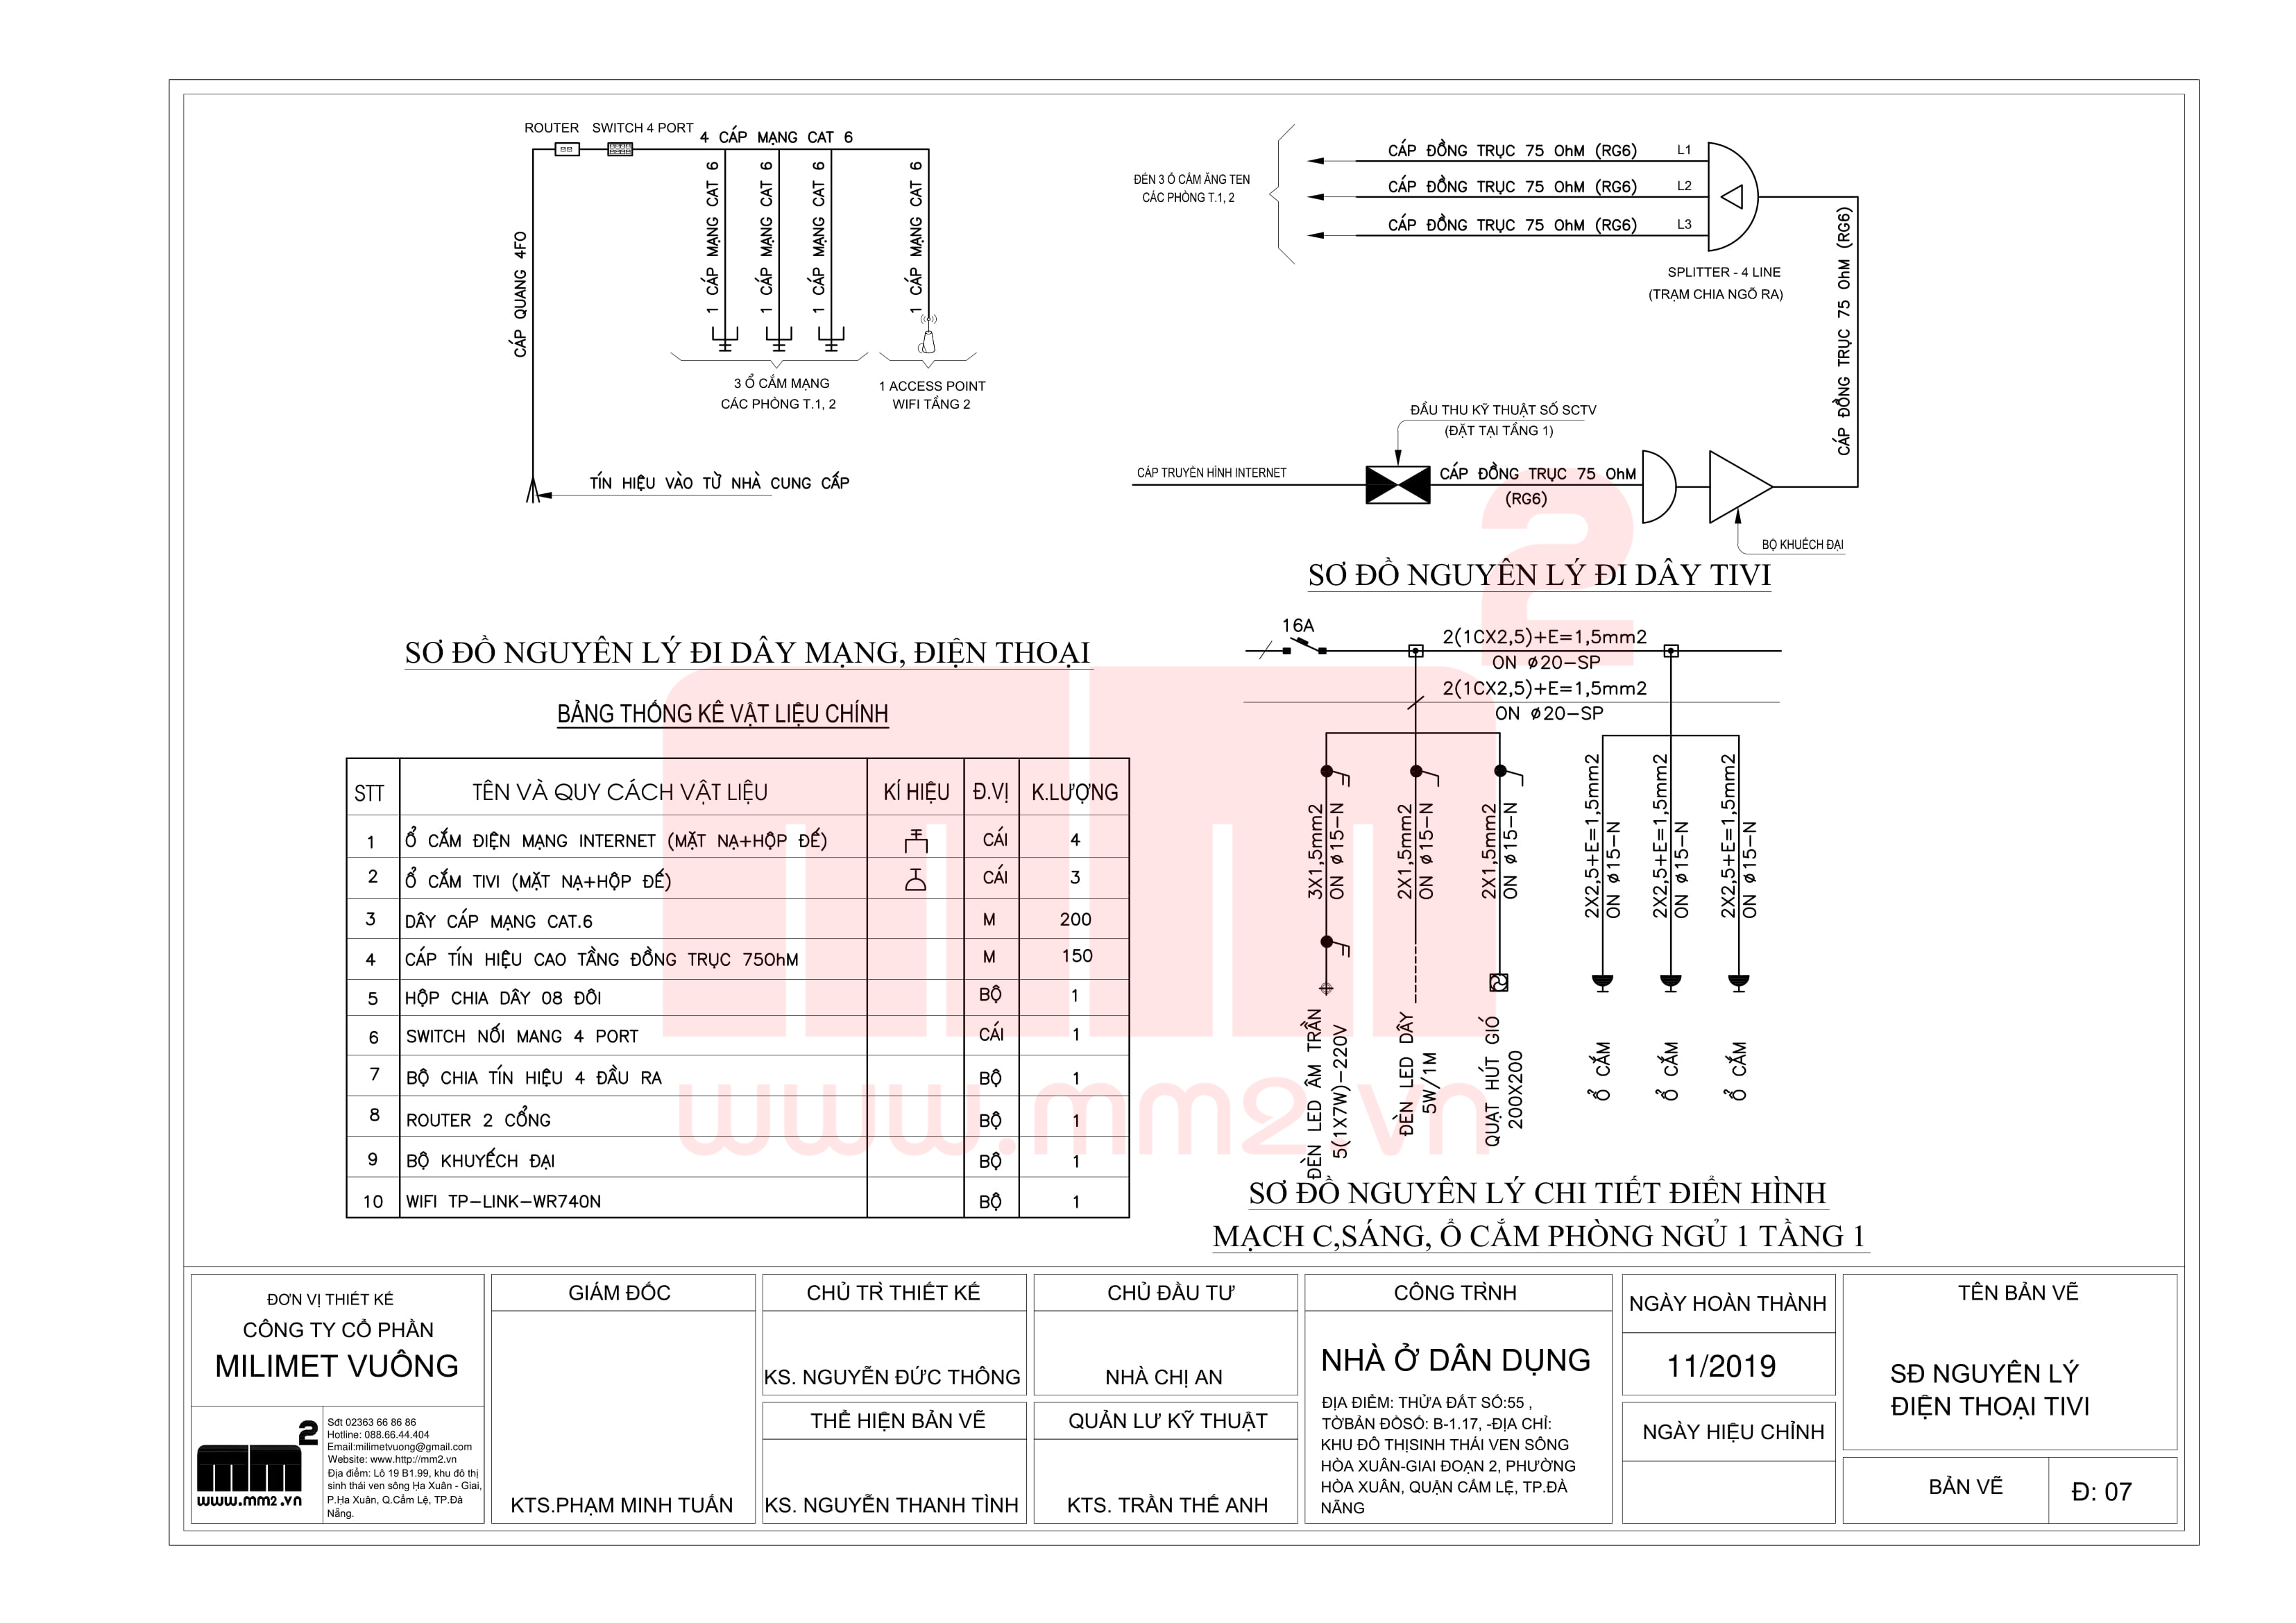 ROUTER SWITCH 4 PORT
4 CÁP MẠNG CAT 6
CÁP QUANG 4FO
1 CÁP MẠNG CAT 6
1 CÁP MẠNG CAT 6
1 CÁP MẠNG CAT 6
1 CÁP MẠNG CAT 6
3 Ổ CẮM MẠNG
CÁC PHÒNG T.1, 2
1 ACCESS POINT
WIFI TẦNG 2
TÍN HIỆU VÀO TỪ NHÀ CUNG CẤP
SƠ ĐỒ NGUYÊN LÝ ĐI DÂY MẠNG, ĐIỆN THOẠI
ĐẾN 3 Ổ CẮM ĂNG TEN
CÁC PHÒNG T.1, 2
CÁP ĐỒNG TRỤC 75 OhM (RG6) L1
CÁP ĐỒNG TRỤC 75 OhM (RG6) L2
CÁP ĐỒNG TRỤC 75 OhM (RG6) L3
SPLITTER - 4 LINE
(TRẠM CHIA NGÕ RA)
CÁP ĐỒNG TRỤC 75 OhM (RG6)
ĐẦU THU KỸ THUẬT SỐ SCTV
(ĐẶT TẠI TẦNG 1)
CÁP TRUYỀN HÌNH INTERNET
CÁP ĐỒNG TRỤC 75 OhM
(RG6)
BỘ KHUẾCH ĐẠI
SƠ ĐỒ NGUYÊN LÝ ĐI DÂY TIVI
BẢNG THỐNG KÊ VẬT LIỆU CHÍNH
STT TÊN VÀ QUY CÁCH VẬT LIỆU KÍ HIỆU Đ.VỊ K.LƯỢNG
1 Ổ CẮM ĐIỆN MẠNG INTERNET (MẶT NẠ+HỘP ĐẾ) CÁI 4
2 Ổ CẮM TIVI (MẶT NẠ+HỘP ĐẾ) CÁI 3
3 DÂY CÁP MẠNG CAT.6 M 200
4 CÁP TÍN HIỆU CAO TẦNG ĐỒNG TRỤC 75OhM M 150
5 HỘP CHIA DÂY 08 ĐÔI BỘ 1
6 SWITCH NỐI MANG 4 PORT CÁI 1
7 BỘ CHIA TÍN HIỆU 4 ĐẦU RA BỘ 1
8 ROUTER 2 CỔNG BỘ 1
9 BỘ KHUYẾCH ĐẠI BỘ 1
10 WIFI TP-LINK-WR740N BỘ 1
16A
2(1CX2,5)+E=1,5mm2
ON ø20-SP
2(1CX2,5)+E=1,5mm2
ON ø20-SP
3X1,5mm2
ON ø15-N
2X1,5mm2
ON ø15-N
2X1,5mm2
ON ø15-N
2X2,5+E=1,5mm2
ON ø15-N
2X2,5+E=1,5mm2
ON ø15-N
2X2,5+E=1,5mm2
ON ø15-N
ĐÈN LED ÂM TRẦN
5(1X7W)-220V
ĐÈN LED DÂY
5W/1M
QUẠT HÚT GIÓ
200X200
Ổ CẮM
Ổ CẮM
Ổ CẮM
SƠ ĐỒ NGUYÊN LÝ CHI TIẾT ĐIỂN HÌNH
MẠCH C,SÁNG, Ổ CẮM PHÒNG NGỦ 1 TẦNG 1
mm2
www.mm2.vn
ĐƠN VỊ THIẾT KẾ
CÔNG TY CỔ PHẦN
MILIMET VUÔNG
mm2
www.mm2.vn
Sđt 02363 66 86 86
Hotline: 088.66.44.404
Email:milimetvuong@gmail.com
Website: www.http://mm2.vn
Địa điểm: Lô 19 B1.99, khu đô thị
sinh thái ven sông Hạ Xuân - Giai,
P.Hạ Xuân, Q.Cẩm Lệ, TP.Đà
Nẵng.
GIÁM ĐỐC
KTS.PHẠM MINH TUẤN
CHỦ TRÌ THIẾT KẾ
KS. NGUYỄN ĐỨC THÔNG
THỂ HIỆN BẢN VẼ
KS. NGUYỄN THANH TÌNH
CHỦ ĐẦU TƯ
NHÀ CHỊ AN
QUẢN LƯ KỸ THUẬT
KTS. TRẦN THẾ ANH
CÔNG TRÌNH
NHÀ Ở DÂN DỤNG
ĐỊA ĐIỂM: THỬA ĐẤT SỐ:55 ,
TỜBẢN ĐỒSỐ: B-1.17, -ĐỊA CHỈ:
KHU ĐÔ THỊSINH THÁI VEN SÔNG
HÒA XUÂN-GIAI ĐOẠN 2, PHƯỜNG
HÒA XUÂN, QUẬN CẨM LỆ, TP.ĐÀ
NẴNG
NGÀY HOÀN THÀNH
11/2019
NGÀY HIỆU CHỈNH
TÊN BẢN VẼ
SĐ NGUYÊN LÝ
ĐIỆN THOẠI TIVI
BẢN VẼ
Đ: 07